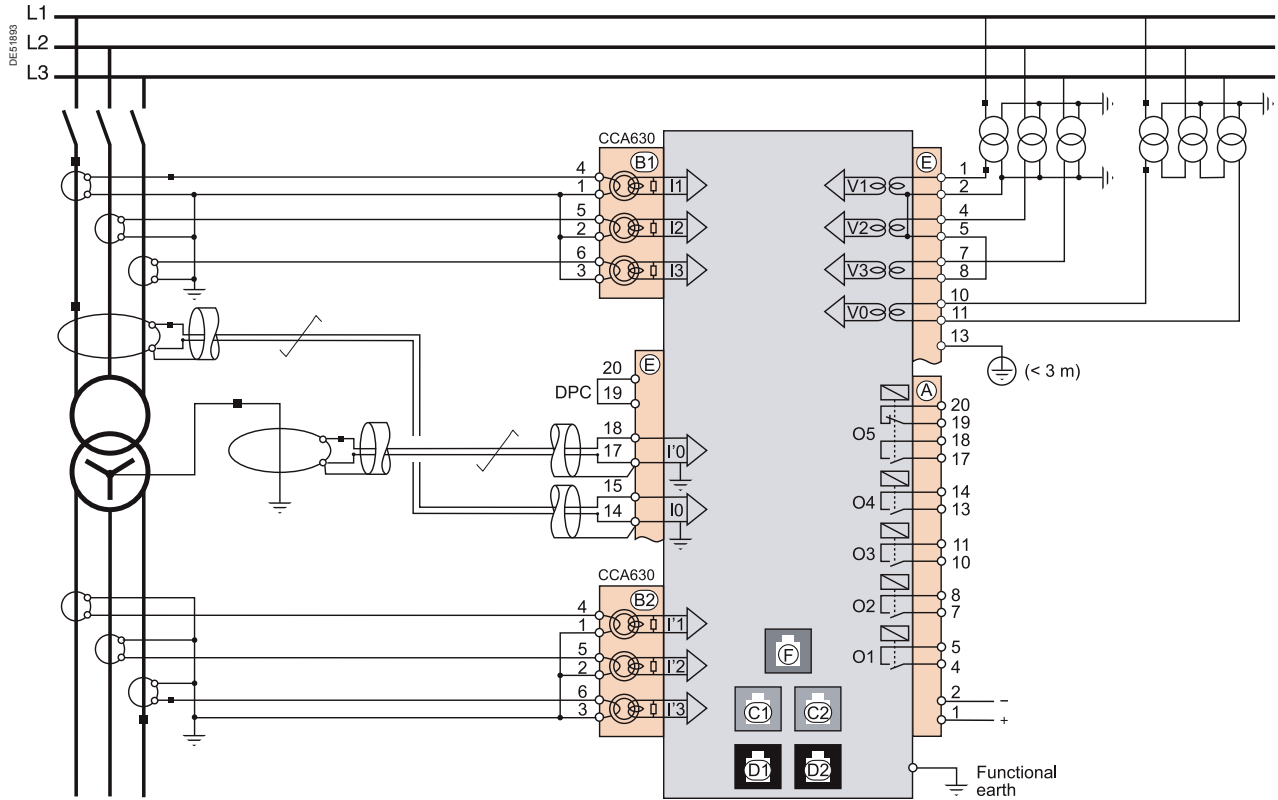 DE51893
L1
L2
L3
CCA630
B1
4
1
I1
5
2
I2
6
3
I3
E
V1
1
2
V2
4
5
V3
7
8
V0
10
11
13
(< 3 m)
E
20
DPC
19
18
17
I'0
15
14
I0
A
O5
20
19
18
17
O4
14
13
O3
11
10
O2
8
7
O1
5
4
2
–
1
+
CCA630
B2
4
1
I'1
5
2
I'2
6
3
I'3
F
C1
C2
D1
D2
Functional
earth